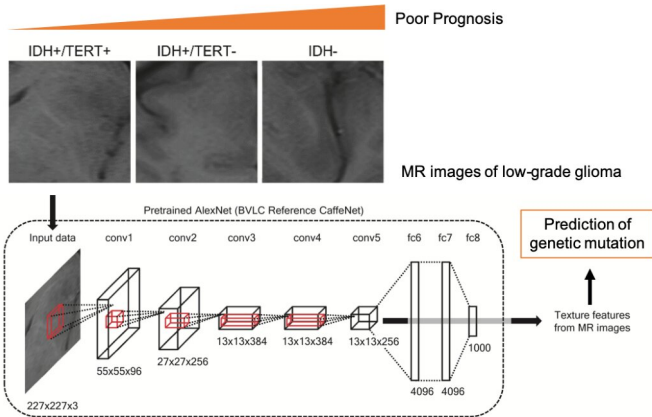 Poor Prognosis
IDH+/TERT+ IDH+/TERT- IDH-
MR images of low-grade glioma
Pretrained AlexNet (BVLC Reference CaffeNet)
Input data conv1 conv2 conv3 conv4 conv5 fc6 fc7 fc8
227x227x3
55x55x96
27x27x256
13x13x384
13x13x384
13x13x256
4096 4096
1000
Texture features
from MR images
Prediction of
genetic mutation